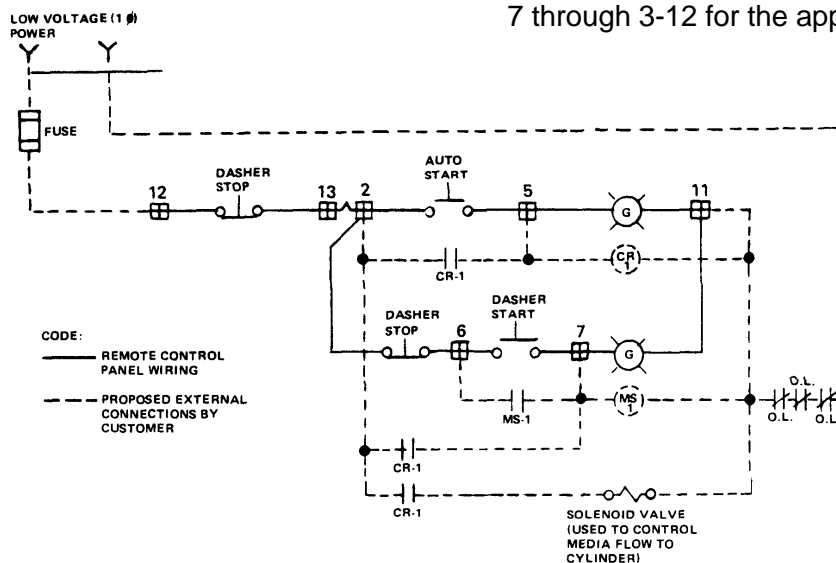 7 through 3-12 for the app
LOW VOLTAGE (1 ø)
POWER
FUSE
DASHER
STOP
AUTO
START
12
13
2
5
G
11
CR-1
CR
1
DASHER
STOP
DASHER
START
6
7
G
CODE:
REMOTE CONTROL
PANEL WIRING
PROPOSED EXTERNAL
CONNECTIONS BY
CUSTOMER
MS-1
MS
1
O.L.
O.L.
O.L
CR-1
CR-1
SOLENOID VALVE
(USED TO CONTROL
MEDIA FLOW TO
CYLINDER)